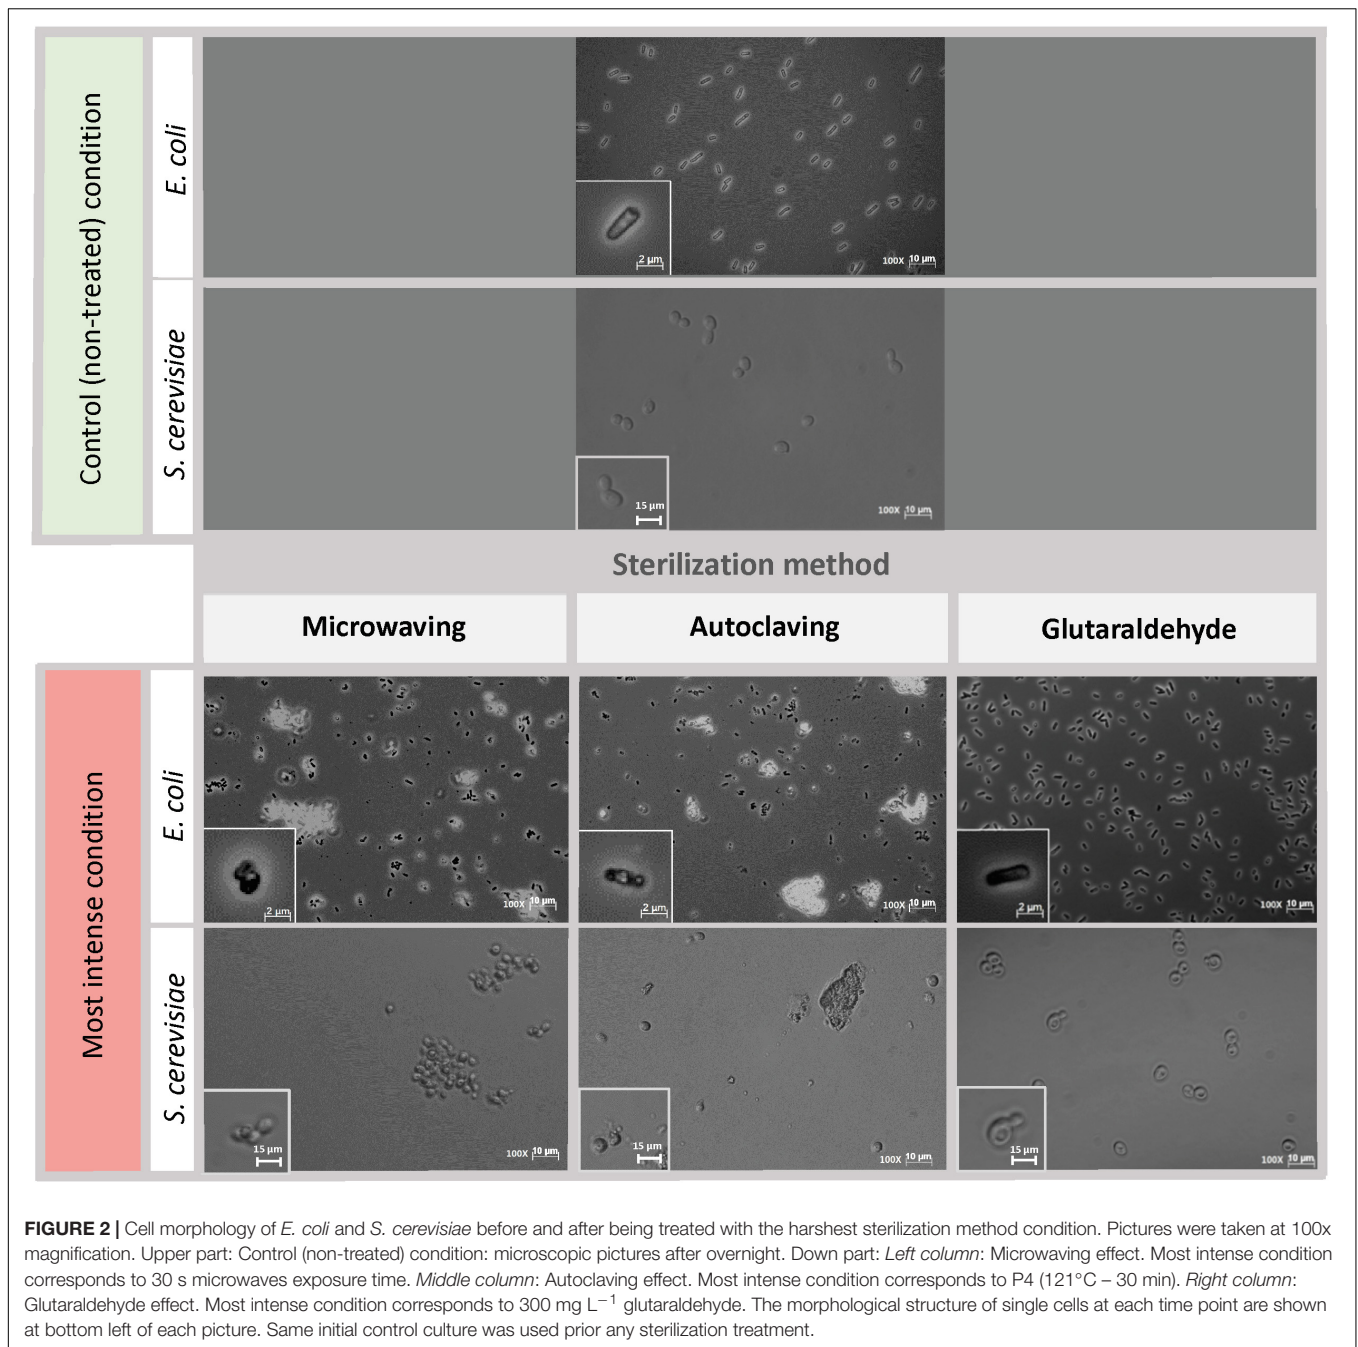 Control (non-treated) condition
E. coli
2 µm
100X 10 µm
S. cerevisiae
15 µm
100X 10 µm
Sterilization method
Microwaving
Autoclaving
Glutaraldehyde
Most intense condition
E. coli
2 µm
100X 10 µm
2 µm
100X 10 µm
2 µm
100X 10 µm
S. cerevisiae
15 µm
100X 10 µm
15 µm
100X 10 µm
15 µm
100X 10 µm
FIGURE 2 | Cell morphology of E. coli and S. cerevisiae before and after being treated with the harshest sterilization method condition. Pictures were taken at 100x
magnification. Upper part: Control (non-treated) condition: microscopic pictures after overnight. Down part: Left column: Microwaving effect. Most intense condition
corresponds to 30 s microwaves exposure time. Middle column: Autoclaving effect. Most intense condition corresponds to P4 (121°C – 30 min). Right column:
Glutaraldehyde effect. Most intense condition corresponds to 300 mg L⁻¹ glutaraldehyde. The morphological structure of single cells at each time point are shown
at bottom left of each picture. Same initial control culture was used prior any sterilization treatment.